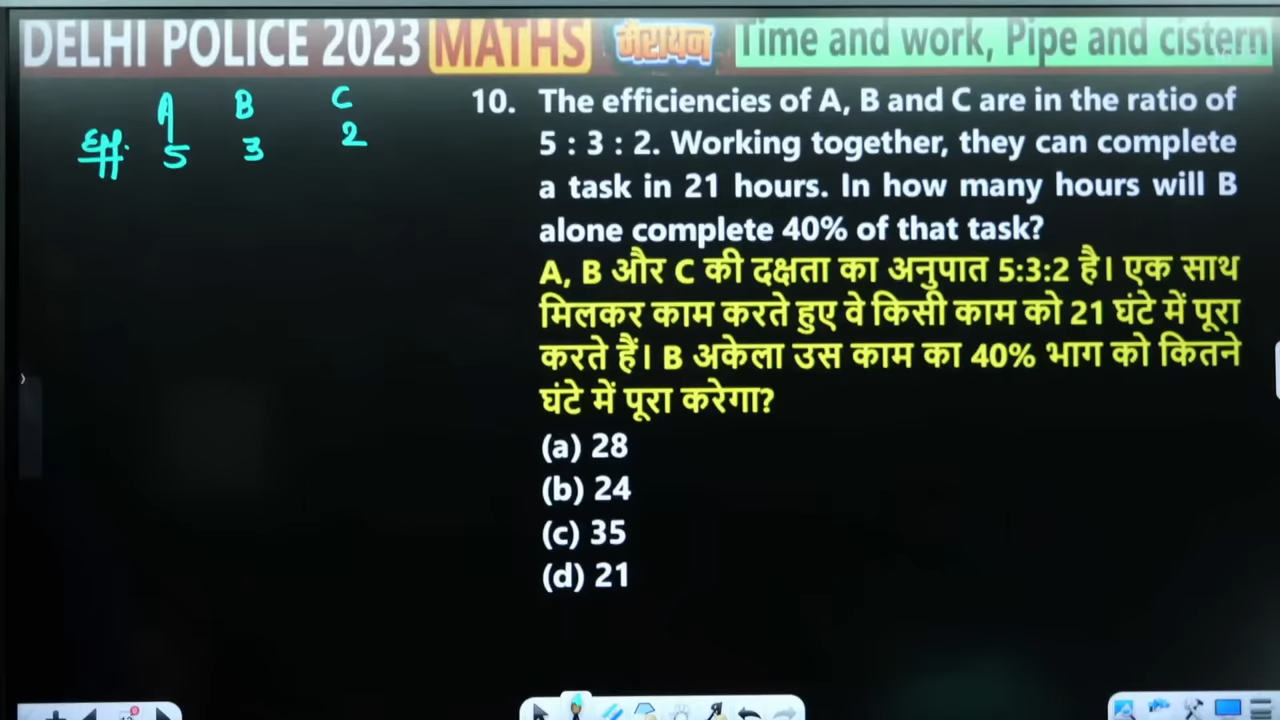 DELHI POLICE 2023 MATHS मैराथन Time and work, Pipe and cistern
A B C
Eff. 5 3 2
10. The efficiencies of A, B and C are in the ratio of
5 : 3 : 2. Working together, they can complete
a task in 21 hours. In how many hours will B
alone complete 40% of that task?
A, B और C की दक्षता का अनुपात 5:3:2 है। एक साथ
मिलकर काम करते हुए वे किसी काम को 21 घंटे में पूरा
करते हैं। B अकेला उस काम का 40% भाग को कितने
घंटे में पूरा करेगा?
(a) 28
(b) 24
(c) 35
(d) 21